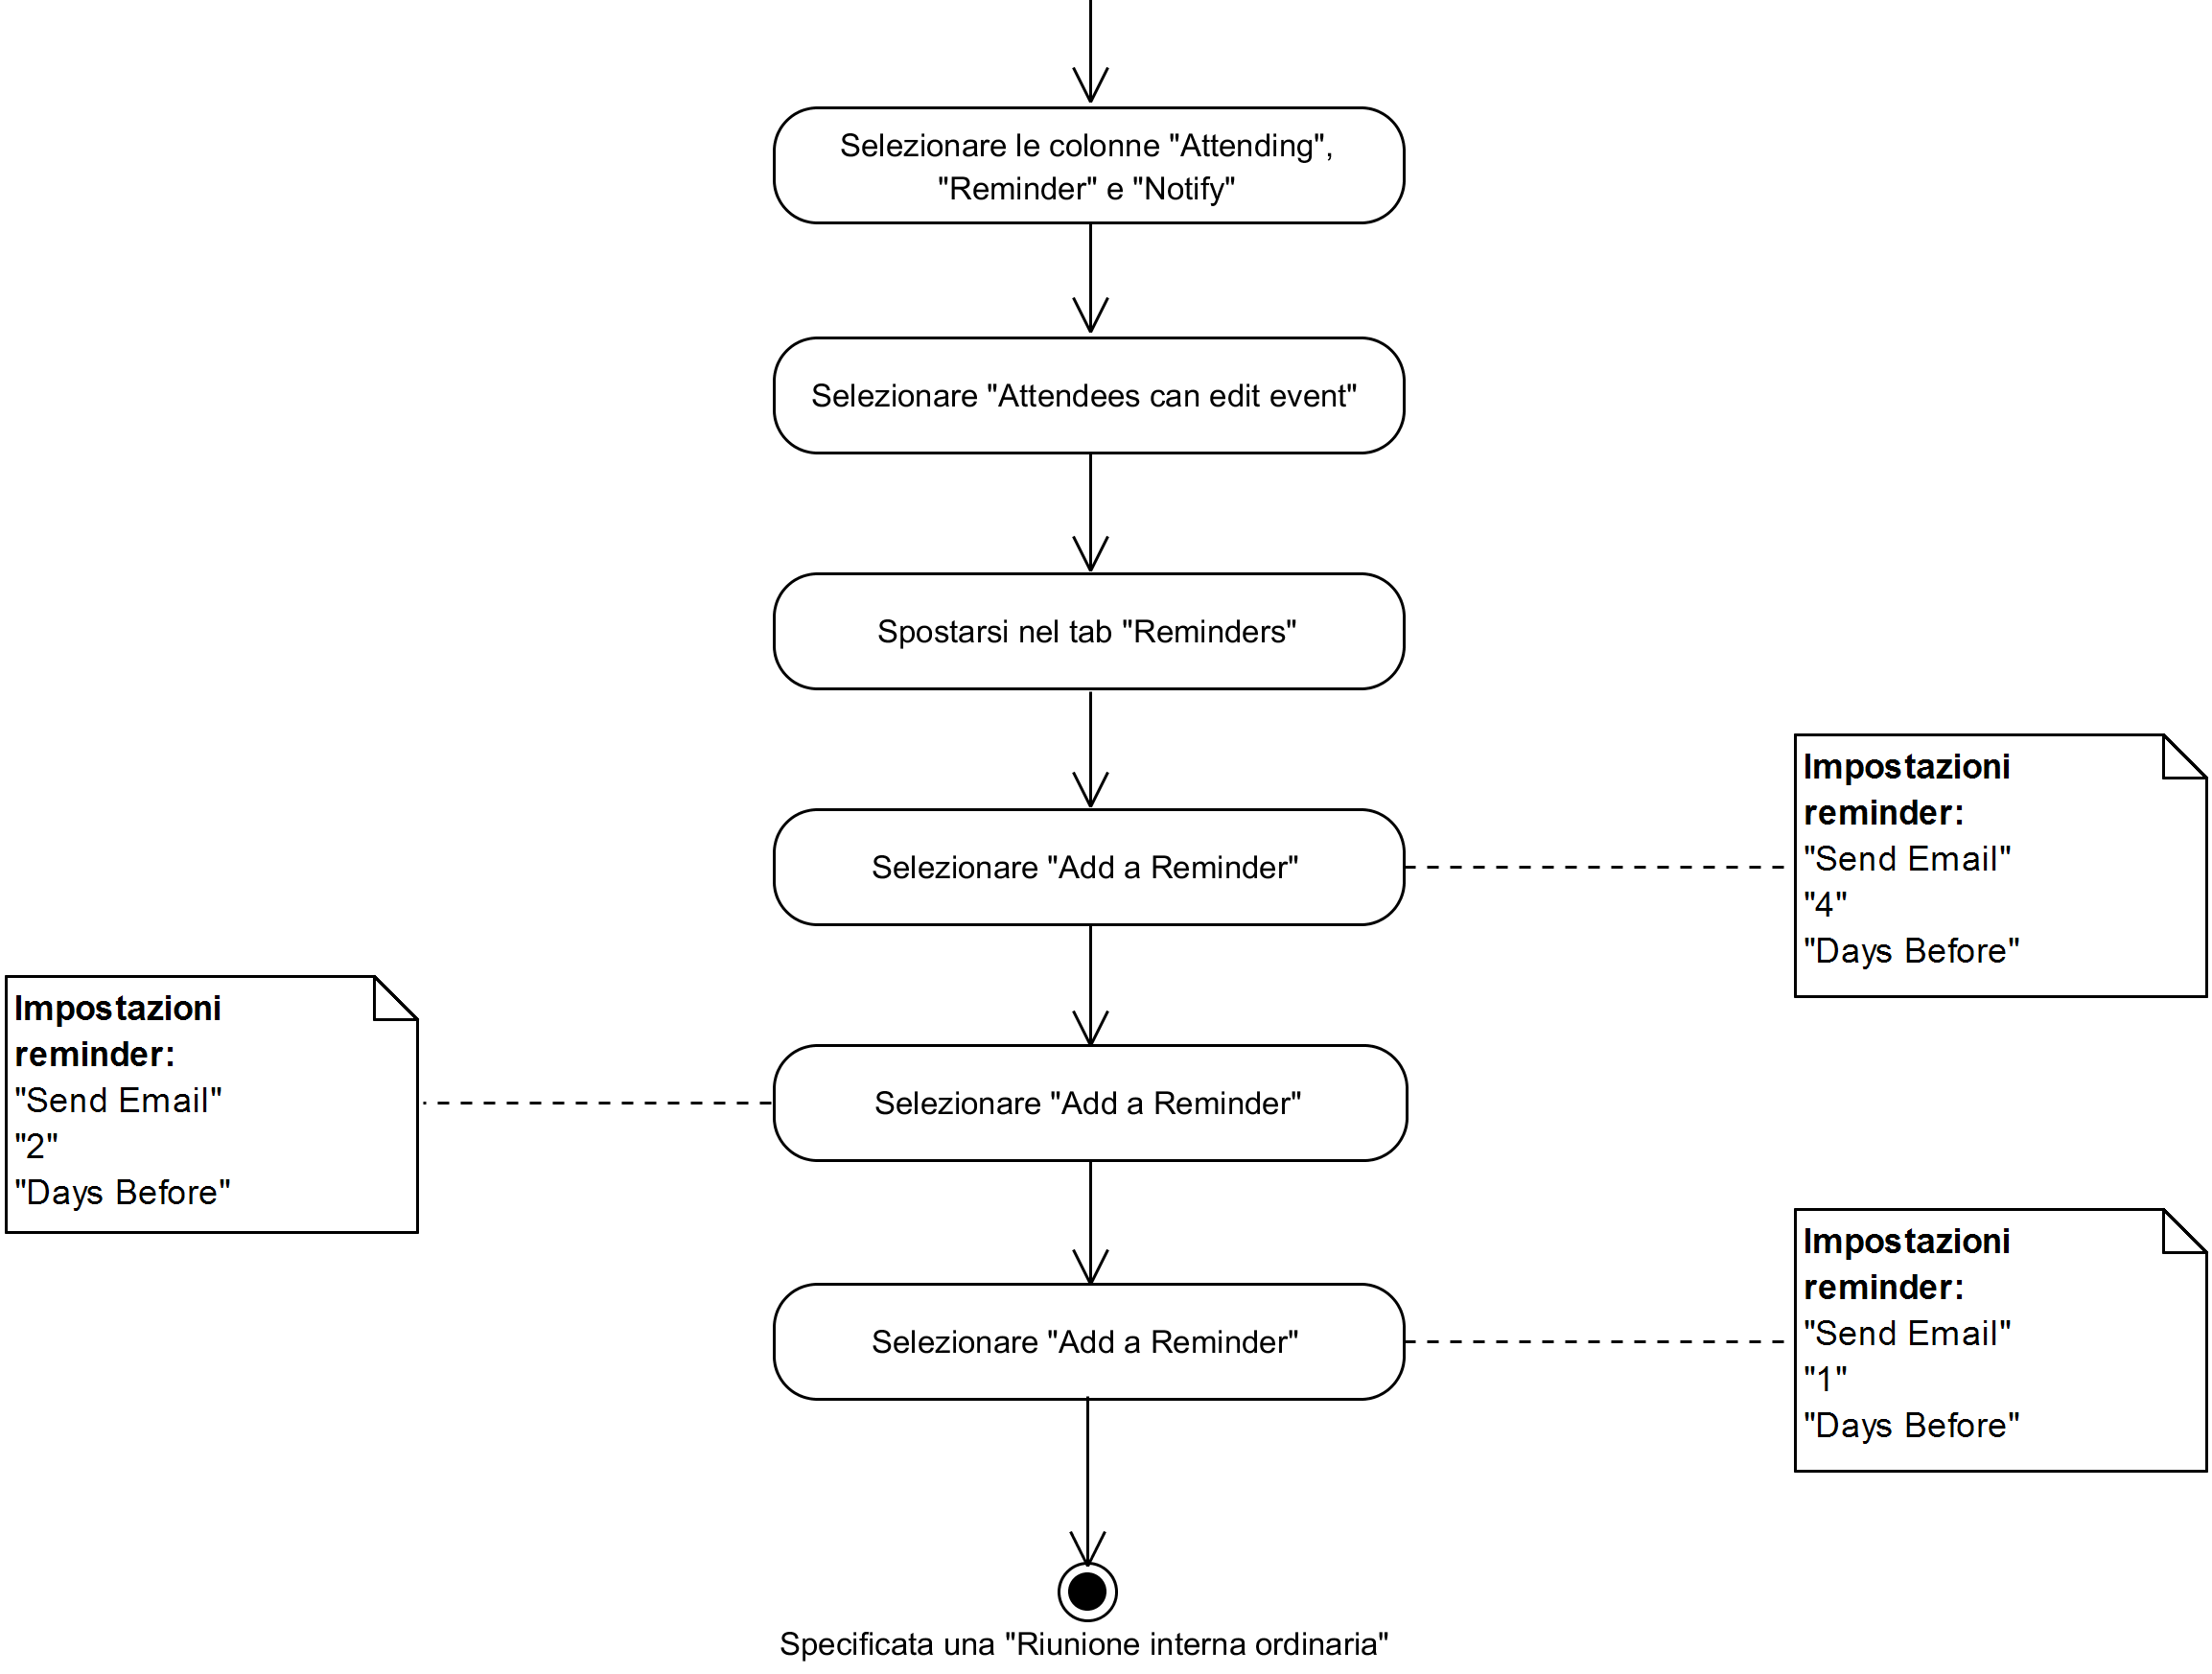 Selezionare le colonne "Attending",
"Reminder" e "Notify"
Selezionare "Attendees can edit event"
Spostarsi nel tab "Reminders"
Selezionare "Add a Reminder"
Impostazioni
reminder:
"Send Email"
"4"
"Days Before"
Selezionare "Add a Reminder"
Impostazioni
reminder:
"Send Email"
"2"
"Days Before"
Selezionare "Add a Reminder"
Impostazioni
reminder:
"Send Email"
"1"
"Days Before"
Specificata una "Riunione interna ordinaria"